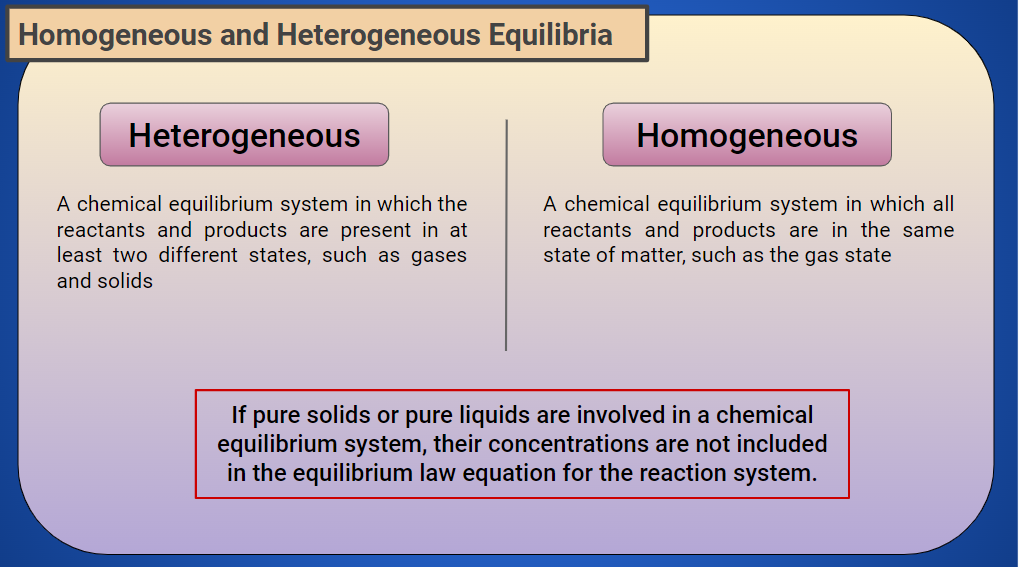 Homogeneous and Heterogeneous Equilibria
Heterogeneous
A chemical equilibrium system in which the
reactants and products are present in at
least two different states, such as gases
and solids
Homogeneous
A chemical equilibrium system in which all
reactants and products are in the same
state of matter, such as the gas state
If pure solids or pure liquids are involved in a chemical
equilibrium system, their concentrations are not included
in the equilibrium law equation for the reaction system.